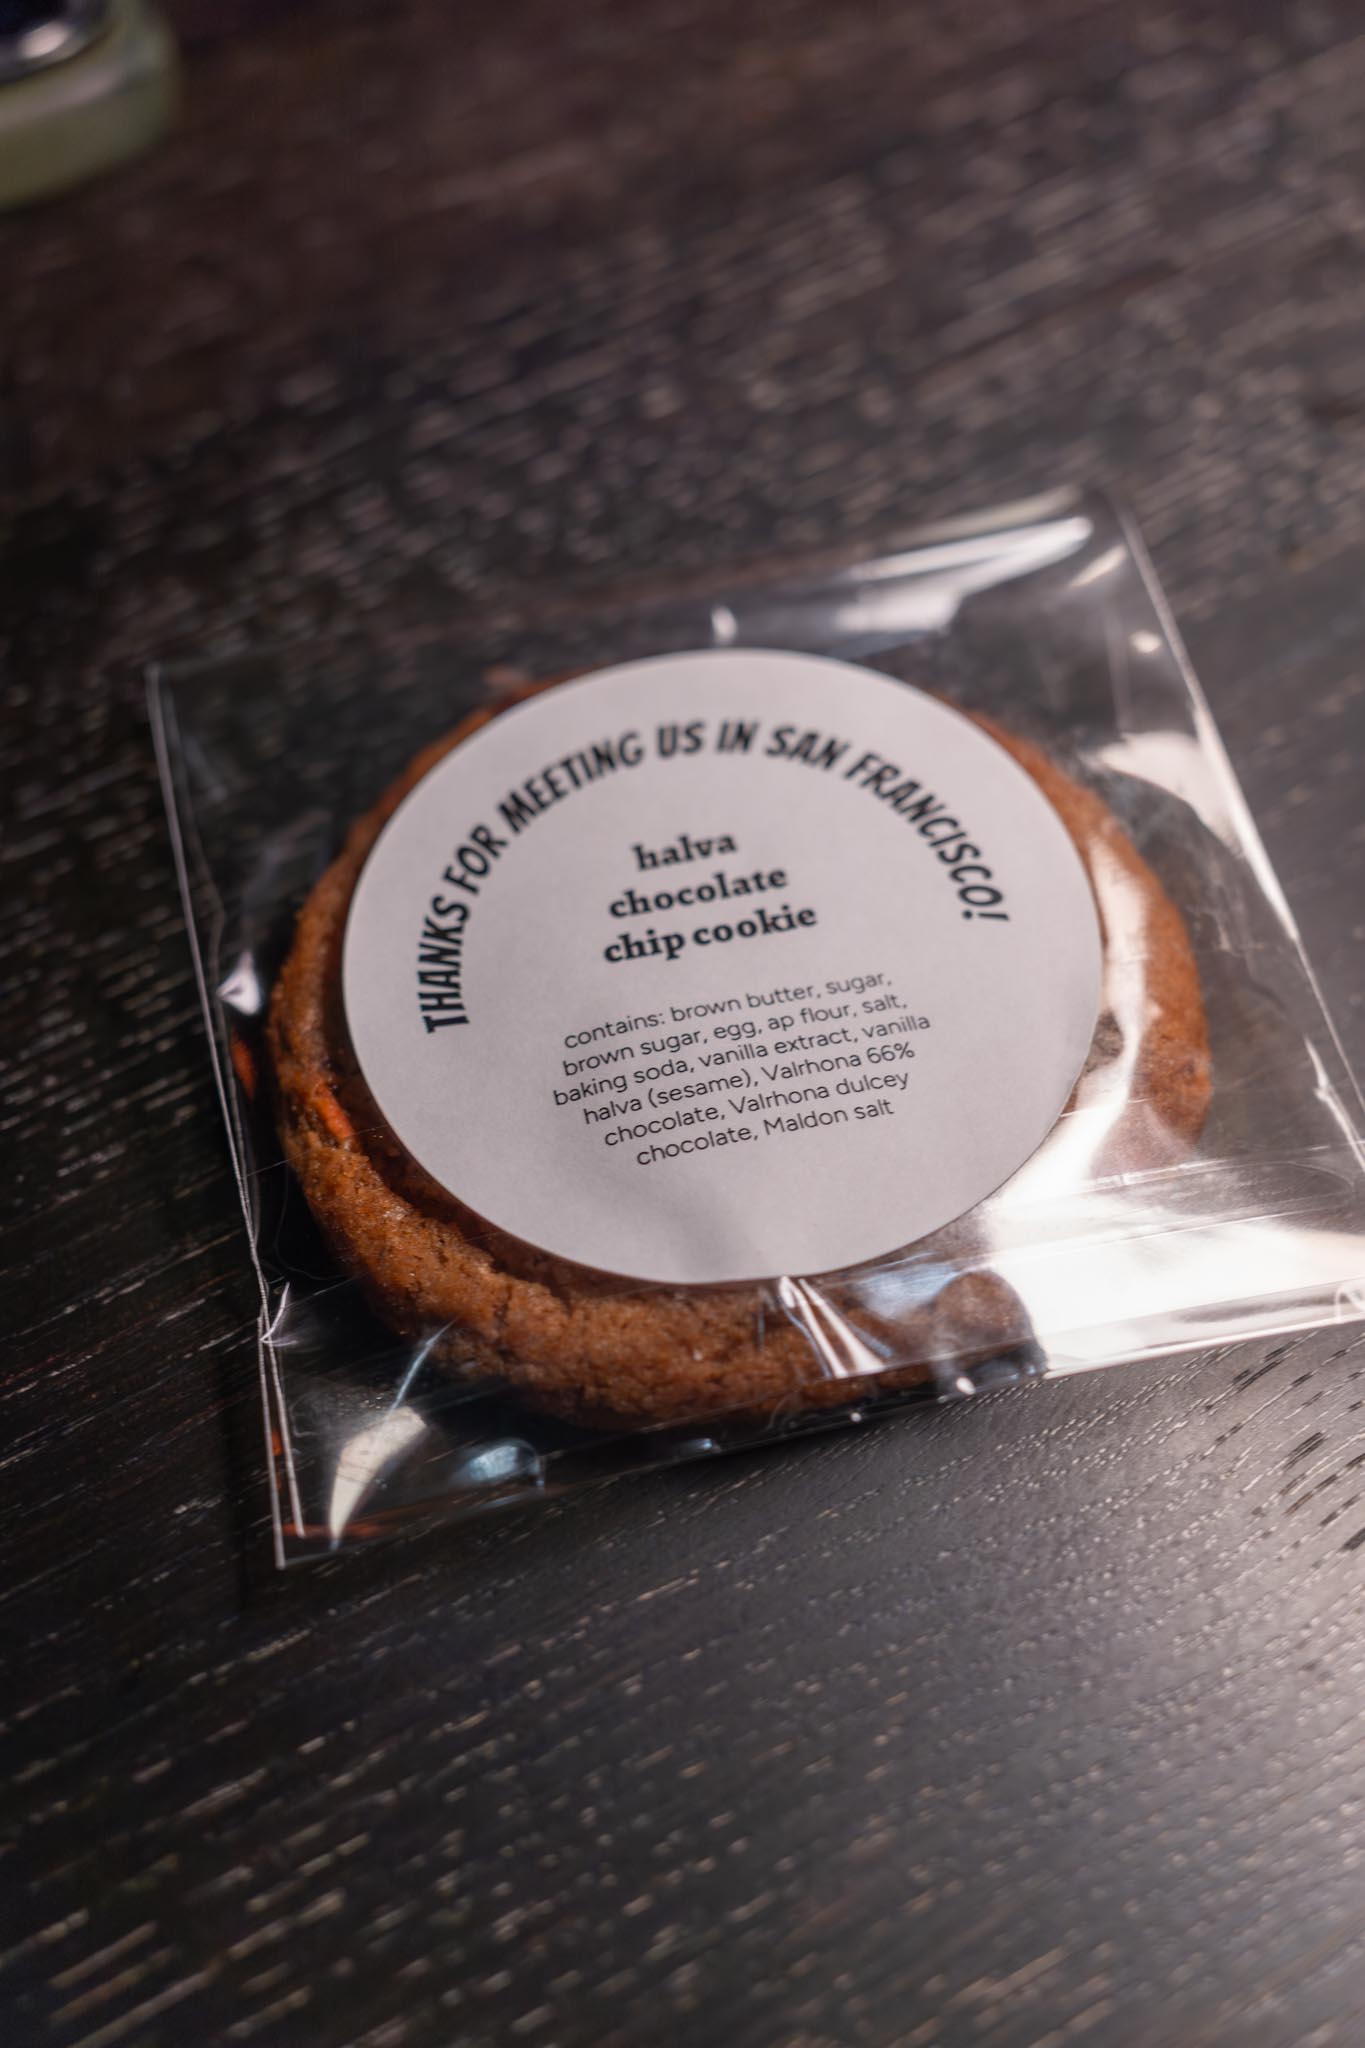 THANKS FOR MEETING US IN SAN FRANCISCO!
halva
chocolate
chip cookie
contains: brown butter, sugar,
brown sugar, egg, ap flour, salt,
baking soda, vanilla extract, vanilla
halva (sesame), Valrhona 66%
chocolate, Valrhona dulcey
chocolate, Maldon salt